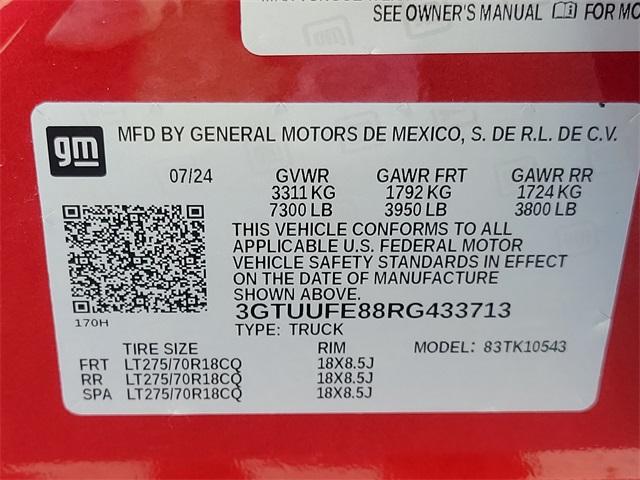 SEE OWNER'S MANUAL FOR MO
gm
MFD BY GENERAL MOTORS DE MEXICO, S. DE R.L. DE C.V.
07/24 GVWR GAWR FRT GAWR RR
3311 KG 1792 KG 1724 KG
7300 LB 3950 LB 3800 LB
THIS VEHICLE CONFORMS TO ALL
APPLICABLE U.S. FEDERAL MOTOR
VEHICLE SAFETY STANDARDS IN EFFECT
ON THE DATE OF MANUFACTURE
SHOWN ABOVE.
3GTUUFE88RG433713
170H
TYPE: TRUCK
TIRE SIZE RIM MODEL: 83TK10543
FRT LT275/70R18CQ 18X8.5J
RR LT275/70R18CQ 18X8.5J
SPA LT275/70R18CQ 18X8.5J